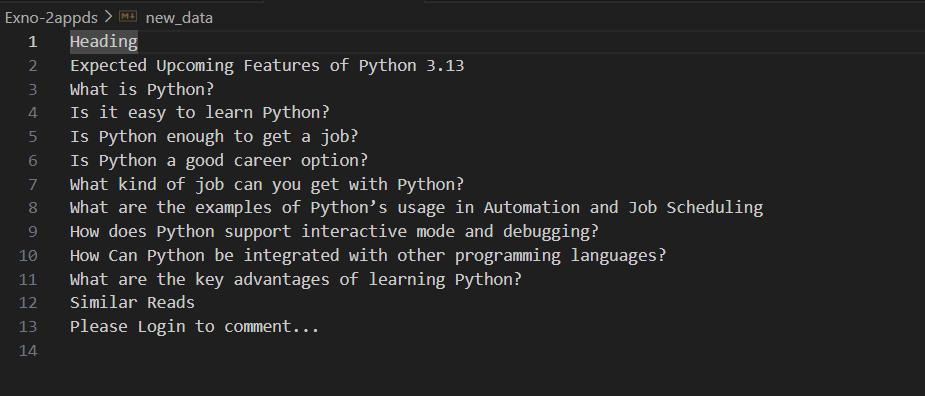 Exno-2appds > new_data
1 Heading
2 Expected Upcoming Features of Python 3.13
3 What is Python?
4 Is it easy to learn Python?
5 Is Python enough to get a job?
6 Is Python a good career option?
7 What kind of job can you get with Python?
8 What are the examples of Python’s usage in Automation and Job Scheduling
9 How does Python support interactive mode and debugging?
10 How Can Python be integrated with other programming languages?
11 What are the key advantages of learning Python?
12 Similar Reads
13 Please Login to comment...
14